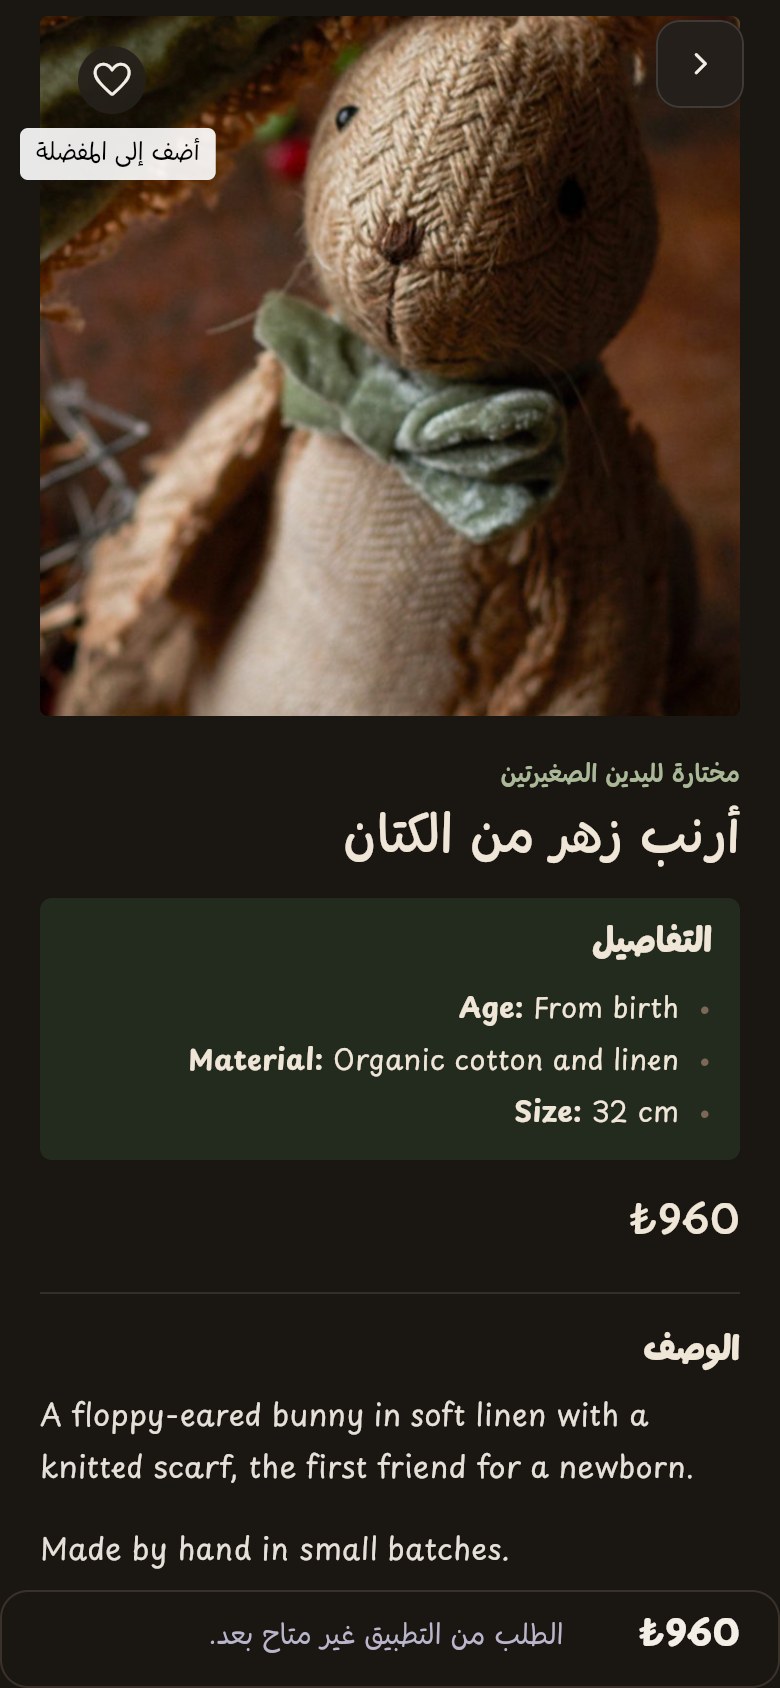 أضف إلى المفضلة
مختارة لليدين الصغيرتين
أرنب زهر من الكتان
التفاصيل
• Age: From birth
• Material: Organic cotton and linen
• Size: 32 cm
₺960
الوصف
A floppy-eared bunny in soft linen with a
knitted scarf, the first friend for a newborn.
Made by hand in small batches.
₺960
الطلب من التطبيق غير متاح بعد.